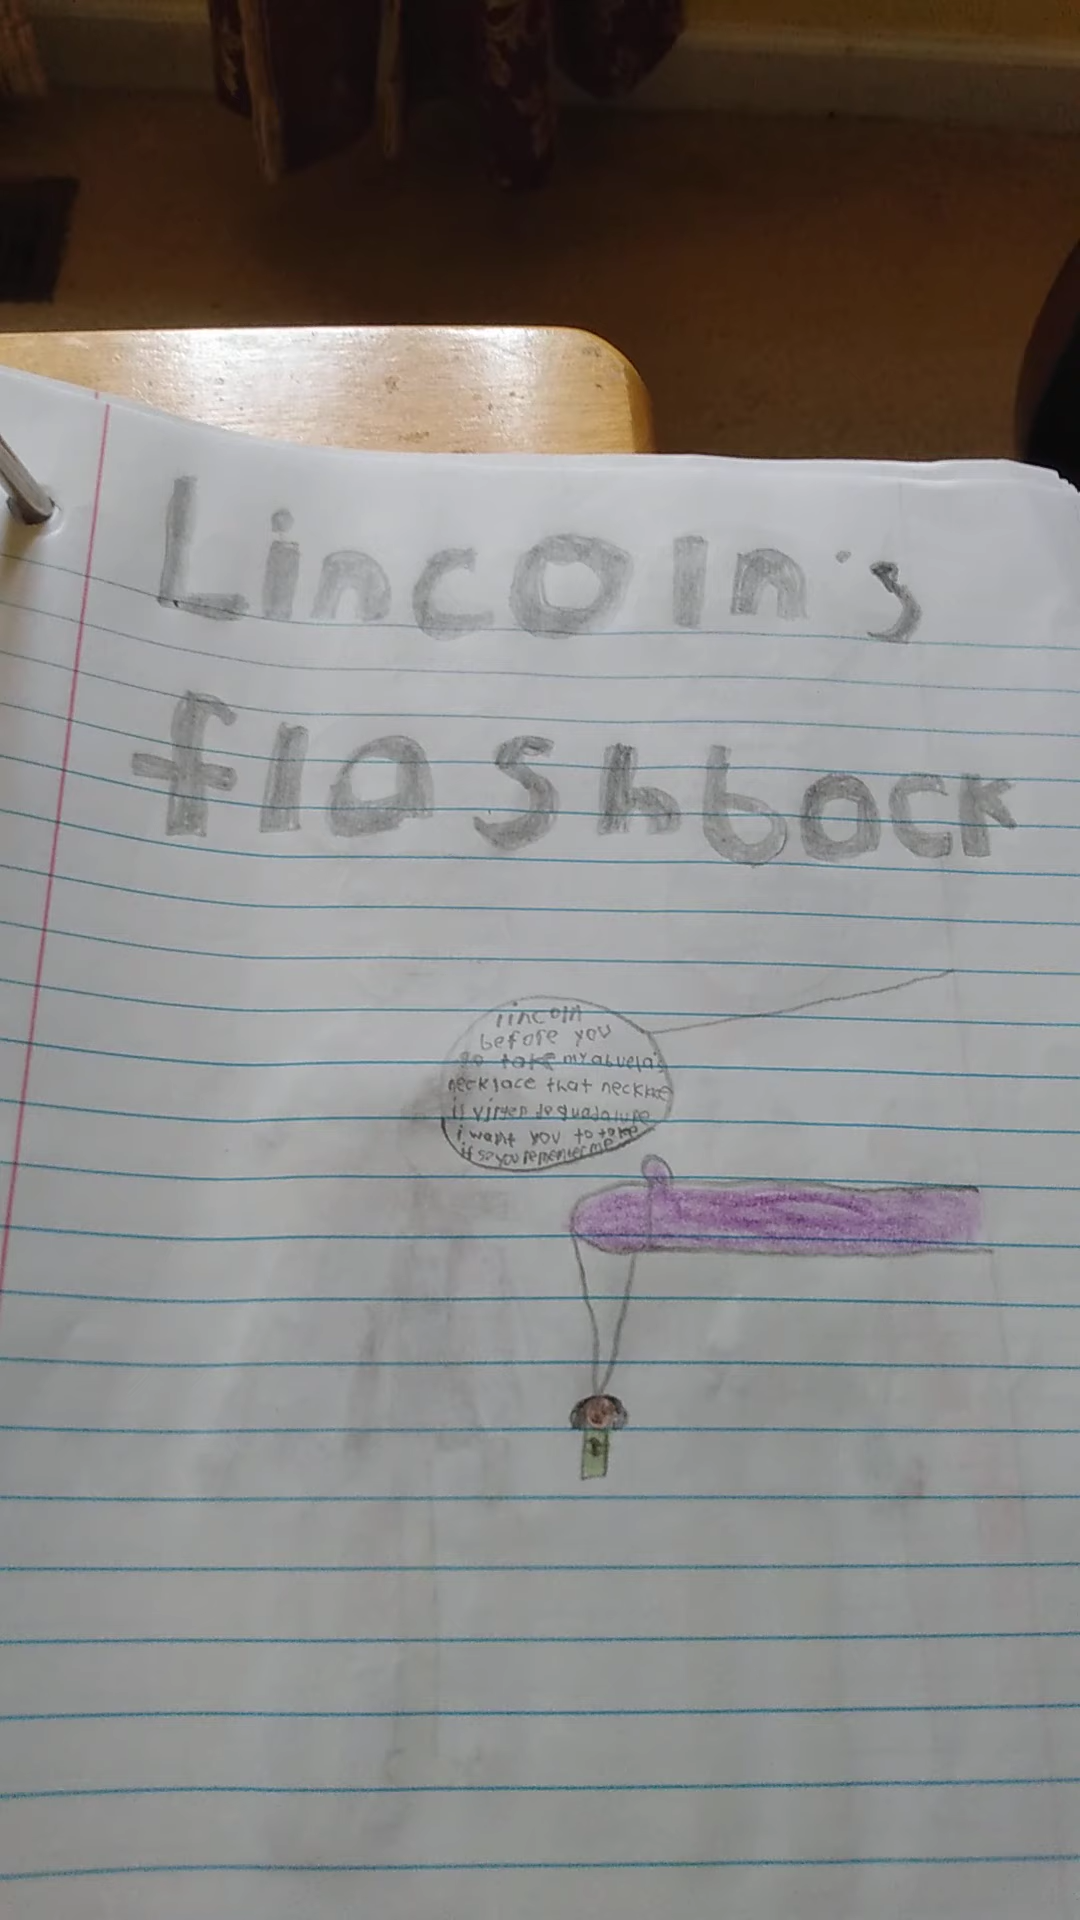 Lincoln's
flashback
lincoln
before you
go take my abuela's
necklace that necklace
is virgen de guadalupe
i want you to take
it so you remember me